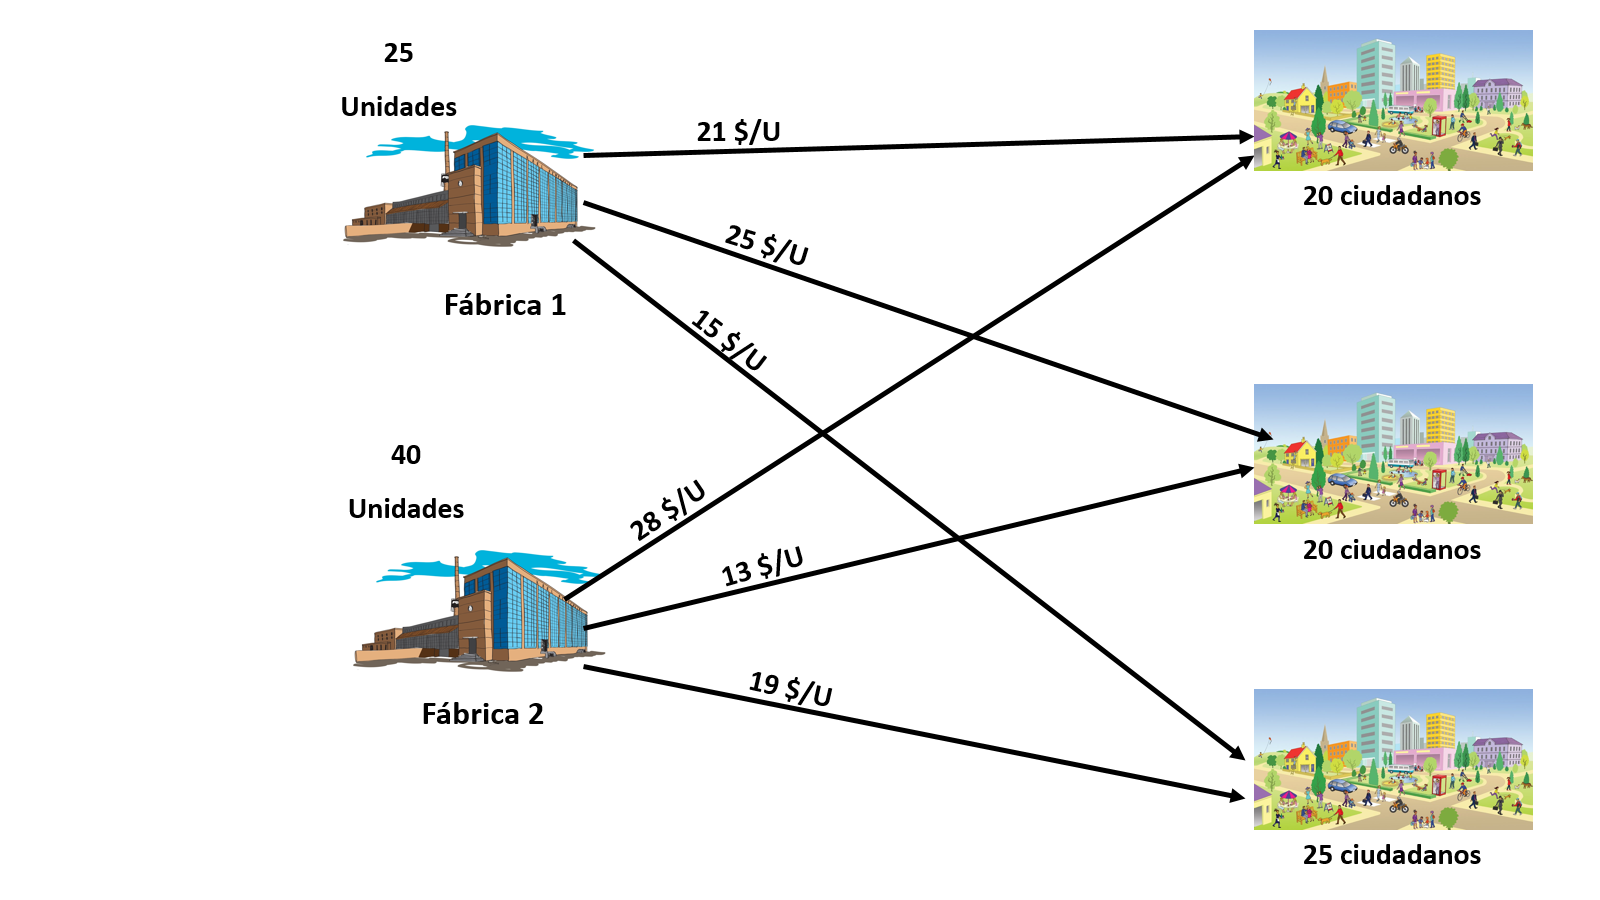 25
Unidades
21 $/U
20 ciudadanos
25 $/U
Fábrica 1
15 $/U
40
Unidades
28 $/U
20 ciudadanos
13 $/U
19 $/U
Fábrica 2
25 ciudadanos